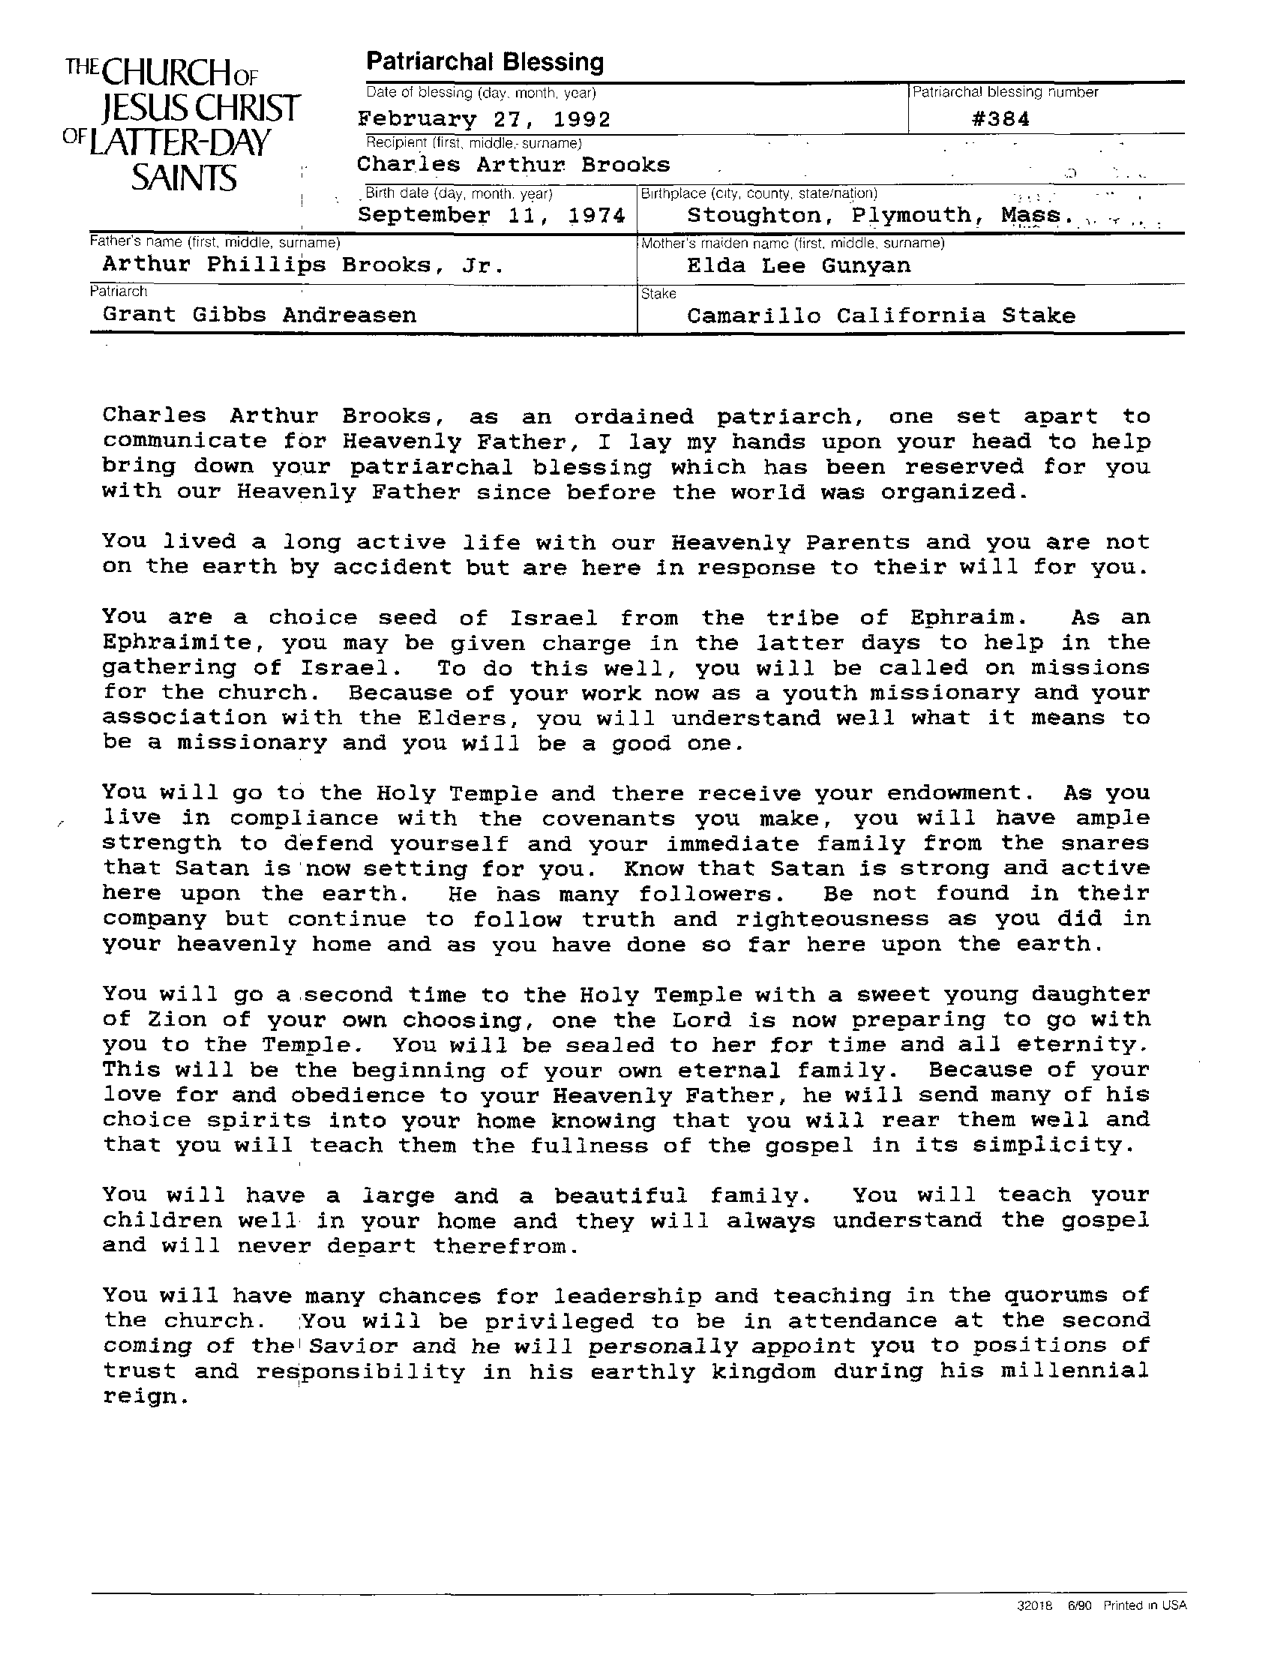 THE CHURCH OF
JESUS CHRIST
OF LATTER-DAY
SAINTS
Patriarchal Blessing
Date of blessing (day, month, year)
Patriarchal blessing number
February 27, 1992
#384
Recipient (first, middle, surname)
Charles Arthur Brooks
Birth date (day, month, year)
Birthplace (city, county, state/nation)
September 11, 1974
Stoughton, Plymouth, Mass.
Father's name (first, middle, surname)
Mother's maiden name (first, middle, surname)
Arthur Phillips Brooks, Jr.
Elda Lee Gunyan
Patriarch
Stake
Grant Gibbs Andreasen
Camarillo California Stake
Charles Arthur Brooks, as an ordained patriarch, one set apart to
communicate for Heavenly Father, I lay my hands upon your head to help
bring down your patriarchal blessing which has been reserved for you
with our Heavenly Father since before the world was organized.
You lived a long active life with our Heavenly Parents and you are not
on the earth by accident but are here in response to their will for you.
You are a choice seed of Israel from the tribe of Ephraim. As an
Ephraimite, you may be given charge in the latter days to help in the
gathering of Israel. To do this well, you will be called on missions
for the church. Because of your work now as a youth missionary and your
association with the Elders, you will understand well what it means to
be a missionary and you will be a good one.
You will go to the Holy Temple and there receive your endowment. As you
live in compliance with the covenants you make, you will have ample
strength to defend yourself and your immediate family from the snares
that Satan is now setting for you. Know that Satan is strong and active
here upon the earth. He has many followers. Be not found in their
company but continue to follow truth and righteousness as you did in
your heavenly home and as you have done so far here upon the earth.
You will go a second time to the Holy Temple with a sweet young daughter
of Zion of your own choosing, one the Lord is now preparing to go with
you to the Temple. You will be sealed to her for time and all eternity.
This will be the beginning of your own eternal family. Because of your
love for and obedience to your Heavenly Father, he will send many of his
choice spirits into your home knowing that you will rear them well and
that you will teach them the fullness of the gospel in its simplicity.
You will have a large and a beautiful family. You will teach your
children well in your home and they will always understand the gospel
and will never depart therefrom.
You will have many chances for leadership and teaching in the quorums of
the church. You will be privileged to be in attendance at the second
coming of the Savior and he will personally appoint you to positions of
trust and responsibility in his earthly kingdom during his millennial
reign.
32018 6/90 Printed in USA